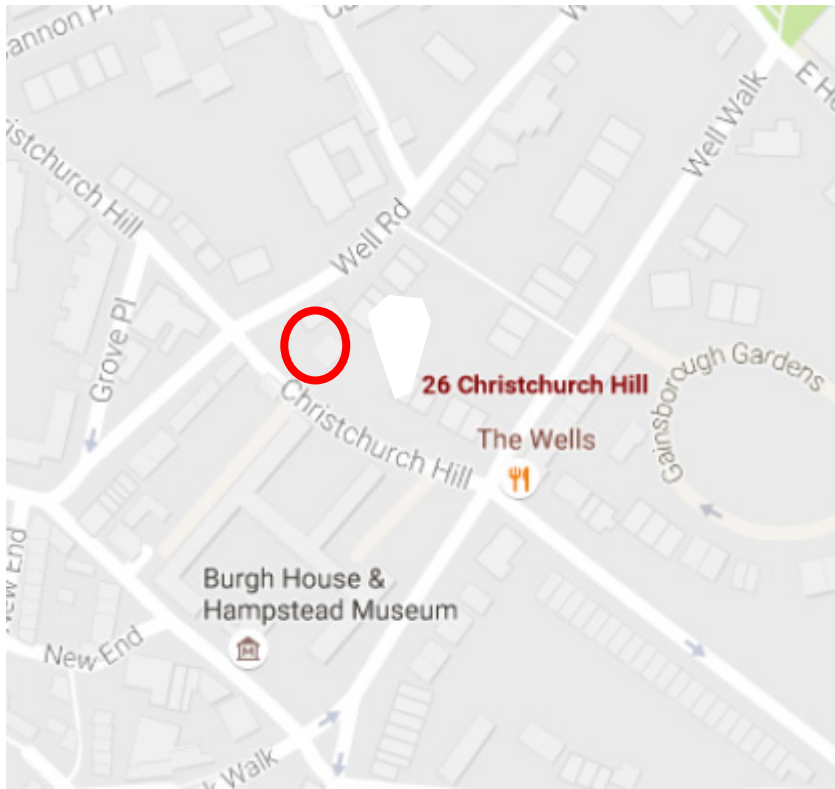 Well Walk
Well Rd
Christchurch Hill
Grove Pl
Gainsborough Gardens
26 Christchurch Hill
The Wells
Christchurch Hill
Burgh House &
Hampstead Museum
New End
New End
Walk